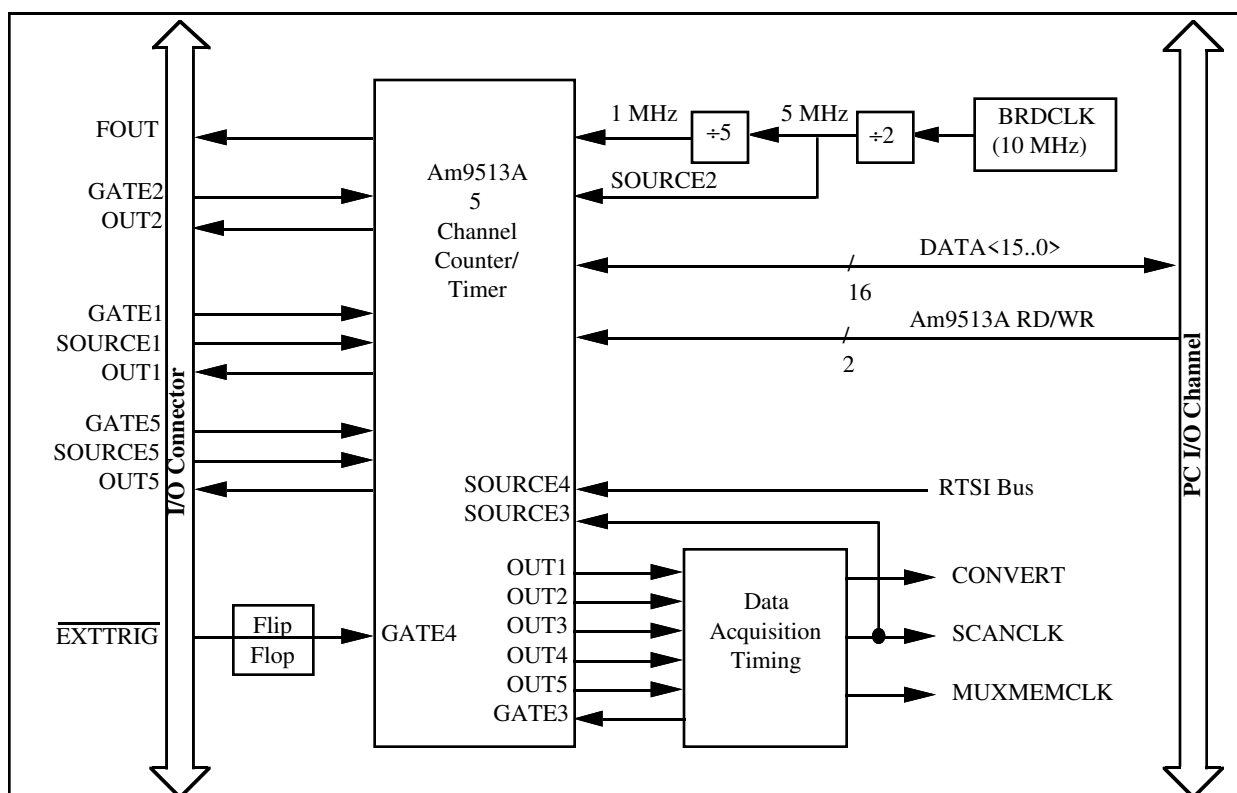 FOUT
GATE2
OUT2
GATE1
SOURCE1
OUT1
GATE5
SOURCE5
OUT5
EXTTRIG
I/O Connector
Flip
Flop
Am9513A
5
Channel
Counter/
Timer
GATE4
1 MHz
÷5
5 MHz
÷2
BRDCLK
(10 MHz)
SOURCE2
DATA<15..0>
/
16
Am9513A RD/WR
/
2
SOURCE4
RTSI Bus
SOURCE3
OUT1
OUT2
OUT3
OUT4
OUT5
GATE3
Data
Acquisition
Timing
CONVERT
SCANCLK
MUXMEMCLK
PC I/O Channel